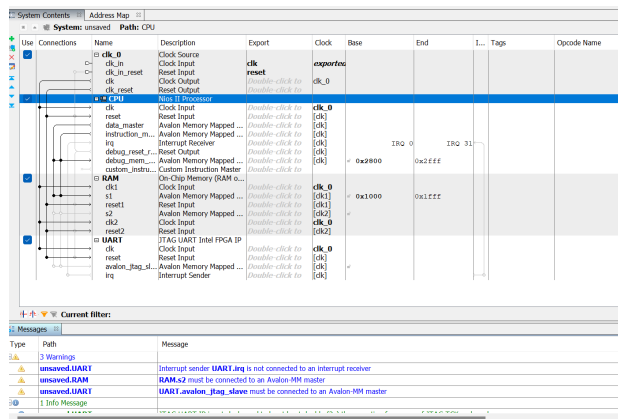 System Contents Address Map
System: unsaved Path: CPU
Use Connections Name Description Export Clock Base End I... Tags Opcode Name
clk_0 Clock Source
clk_in Clock Input clk exported
clk_in_reset Reset Input reset
clk Clock Output Double-click to clk_0
clk_reset Reset Output Double-click to
CPU Nios II Processor
clk Clock Input Double-click to clk_0
reset Reset Input Double-click to [clk]
data_master Avalon Memory Mapped ... Double-click to [clk]
instruction_m... Avalon Memory Mapped ... Double-click to [clk]
irq Interrupt Receiver Double-click to [clk] IRQ 0 IRQ 31
debug_reset_r... Reset Output Double-click to [clk]
debug_mem_... Avalon Memory Mapped ... Double-click to [clk] 0x2800 0x2fff
custom_instru... Custom Instruction Master Double-click to
RAM On-Chip Memory (RAM o...
clk1 Clock Input Double-click to clk_0
s1 Avalon Memory Mapped ... Double-click to [clk1] 0x1000 0x1fff
reset1 Reset Input Double-click to [clk1]
s2 Avalon Memory Mapped ... Double-click to [clk2]
clk2 Clock Input Double-click to clk_0
reset2 Reset Input Double-click to [clk2]
UART JTAG UART Intel FPGA IP
clk Clock Input Double-click to clk_0
reset Reset Input Double-click to [clk]
avalon_jtag_sl... Avalon Memory Mapped ... Double-click to [clk]
irq Interrupt Sender Double-click to [clk]
Current filter:
Messages
Type Path Message
3 Warnings
unsaved.UART Interrupt sender UART.irq is not connected to an interrupt receiver
unsaved.RAM RAM.s2 must be connected to an Avalon-MM master
unsaved.UART UART.avalon_jtag_slave must be connected to an Avalon-MM master
1 Info Message